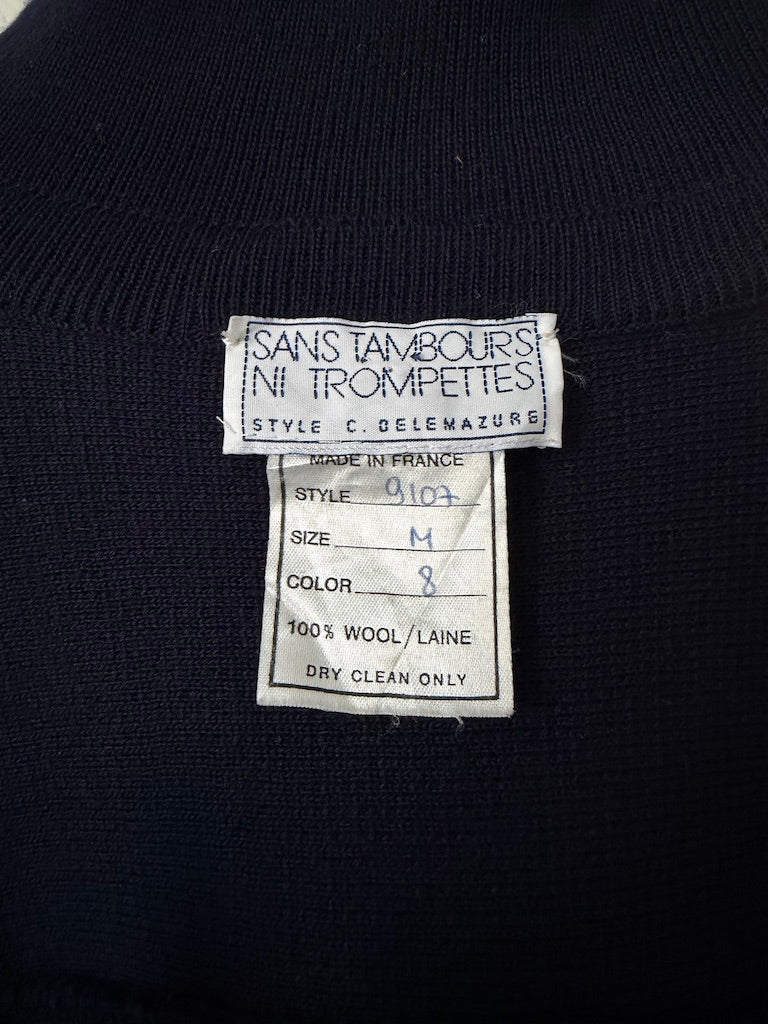 SANS TAMBOURS
NI TROMPETTES
STYLE C. DELEMAZURE
MADE IN FRANCE
STYLE 9107
SIZE M
COLOR 8
100% WOOL/LAINE
DRY CLEAN ONLY